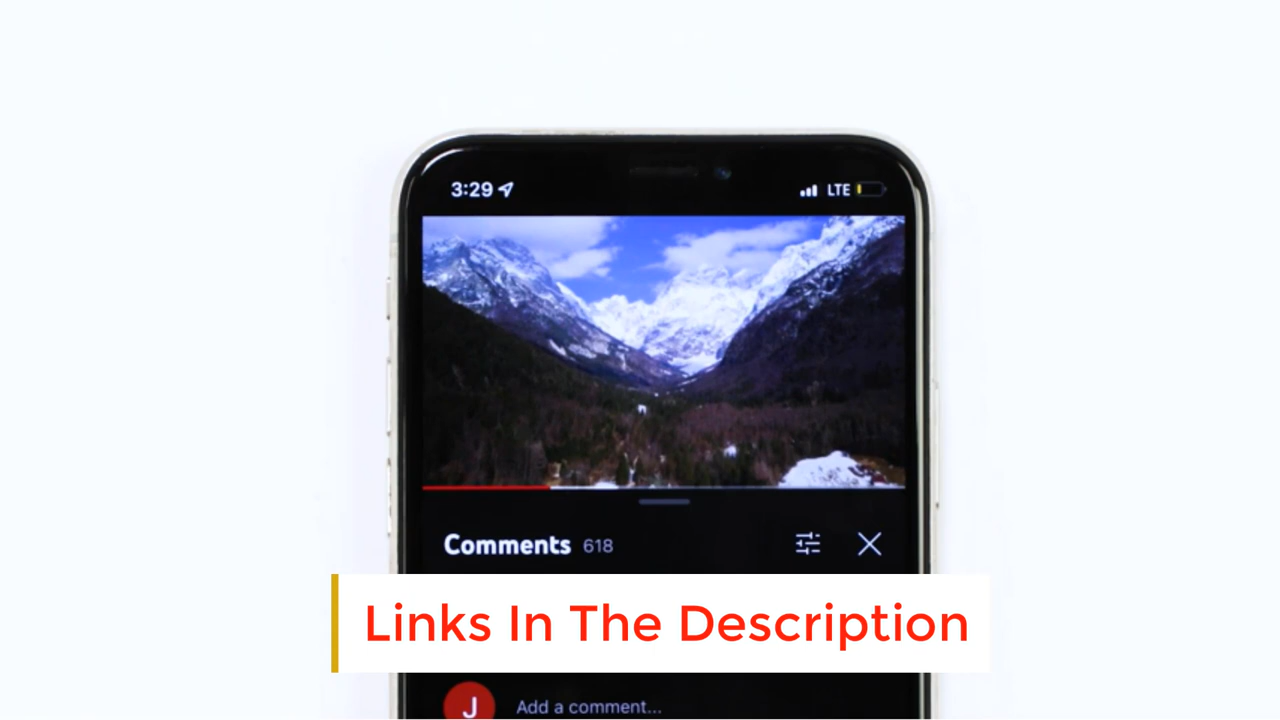 3:29 LTE
Comments 618
Links In The Description
J Add a comment...